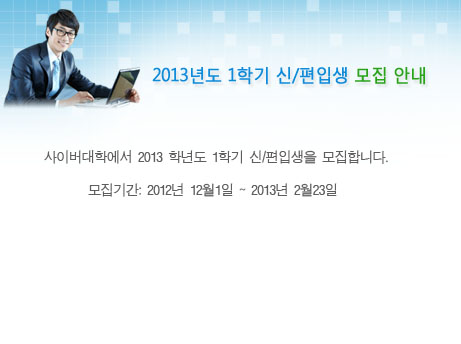 2013년도 1학기 신/편입생 모집 안내
사이버대학에서 2013 학년도 1학기 신/편입생을 모집합니다.
모집기간: 2012년 12월1일 ~ 2013년 2월23일